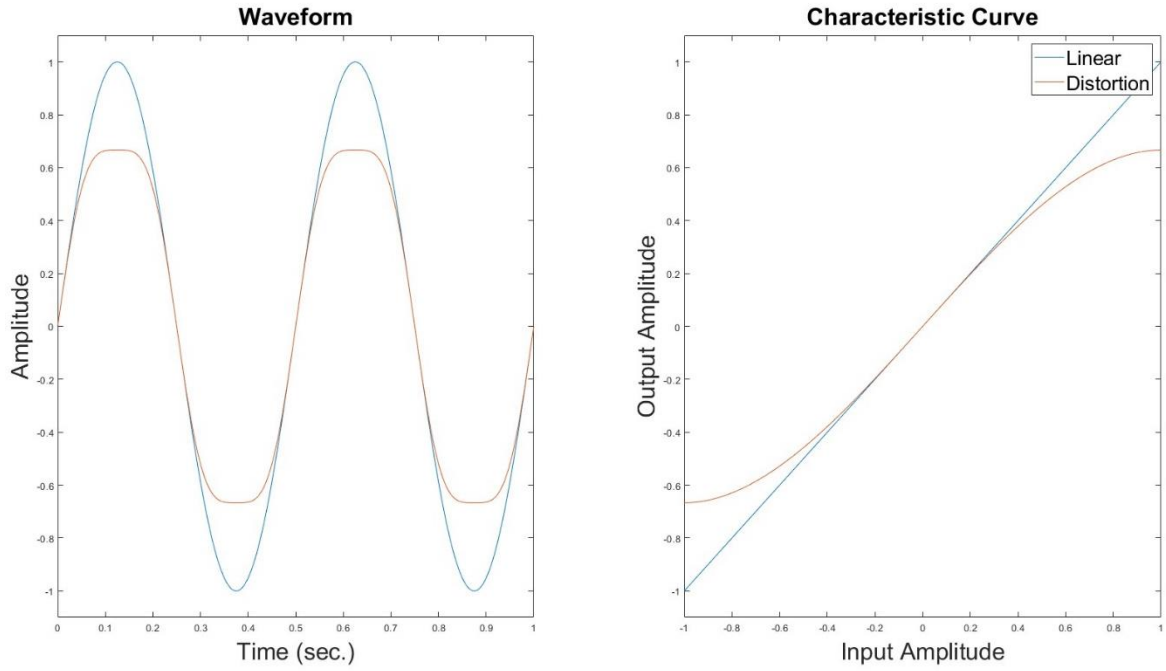 Waveform
1
0.8
0.6
0.4
0.2
0
-0.2
-0.4
-0.6
-0.8
-1
Amplitude
0 0.1 0.2 0.3 0.4 0.5 0.6 0.7 0.8 0.9 1
Time (sec.)
Characteristic Curve
Linear
Distortion
1
0.8
0.6
0.4
0.2
0
-0.2
-0.4
-0.6
-0.8
-1
Output Amplitude
-1 -0.8 -0.6 -0.4 -0.2 0 0.2 0.4 0.6 0.8 1
Input Amplitude